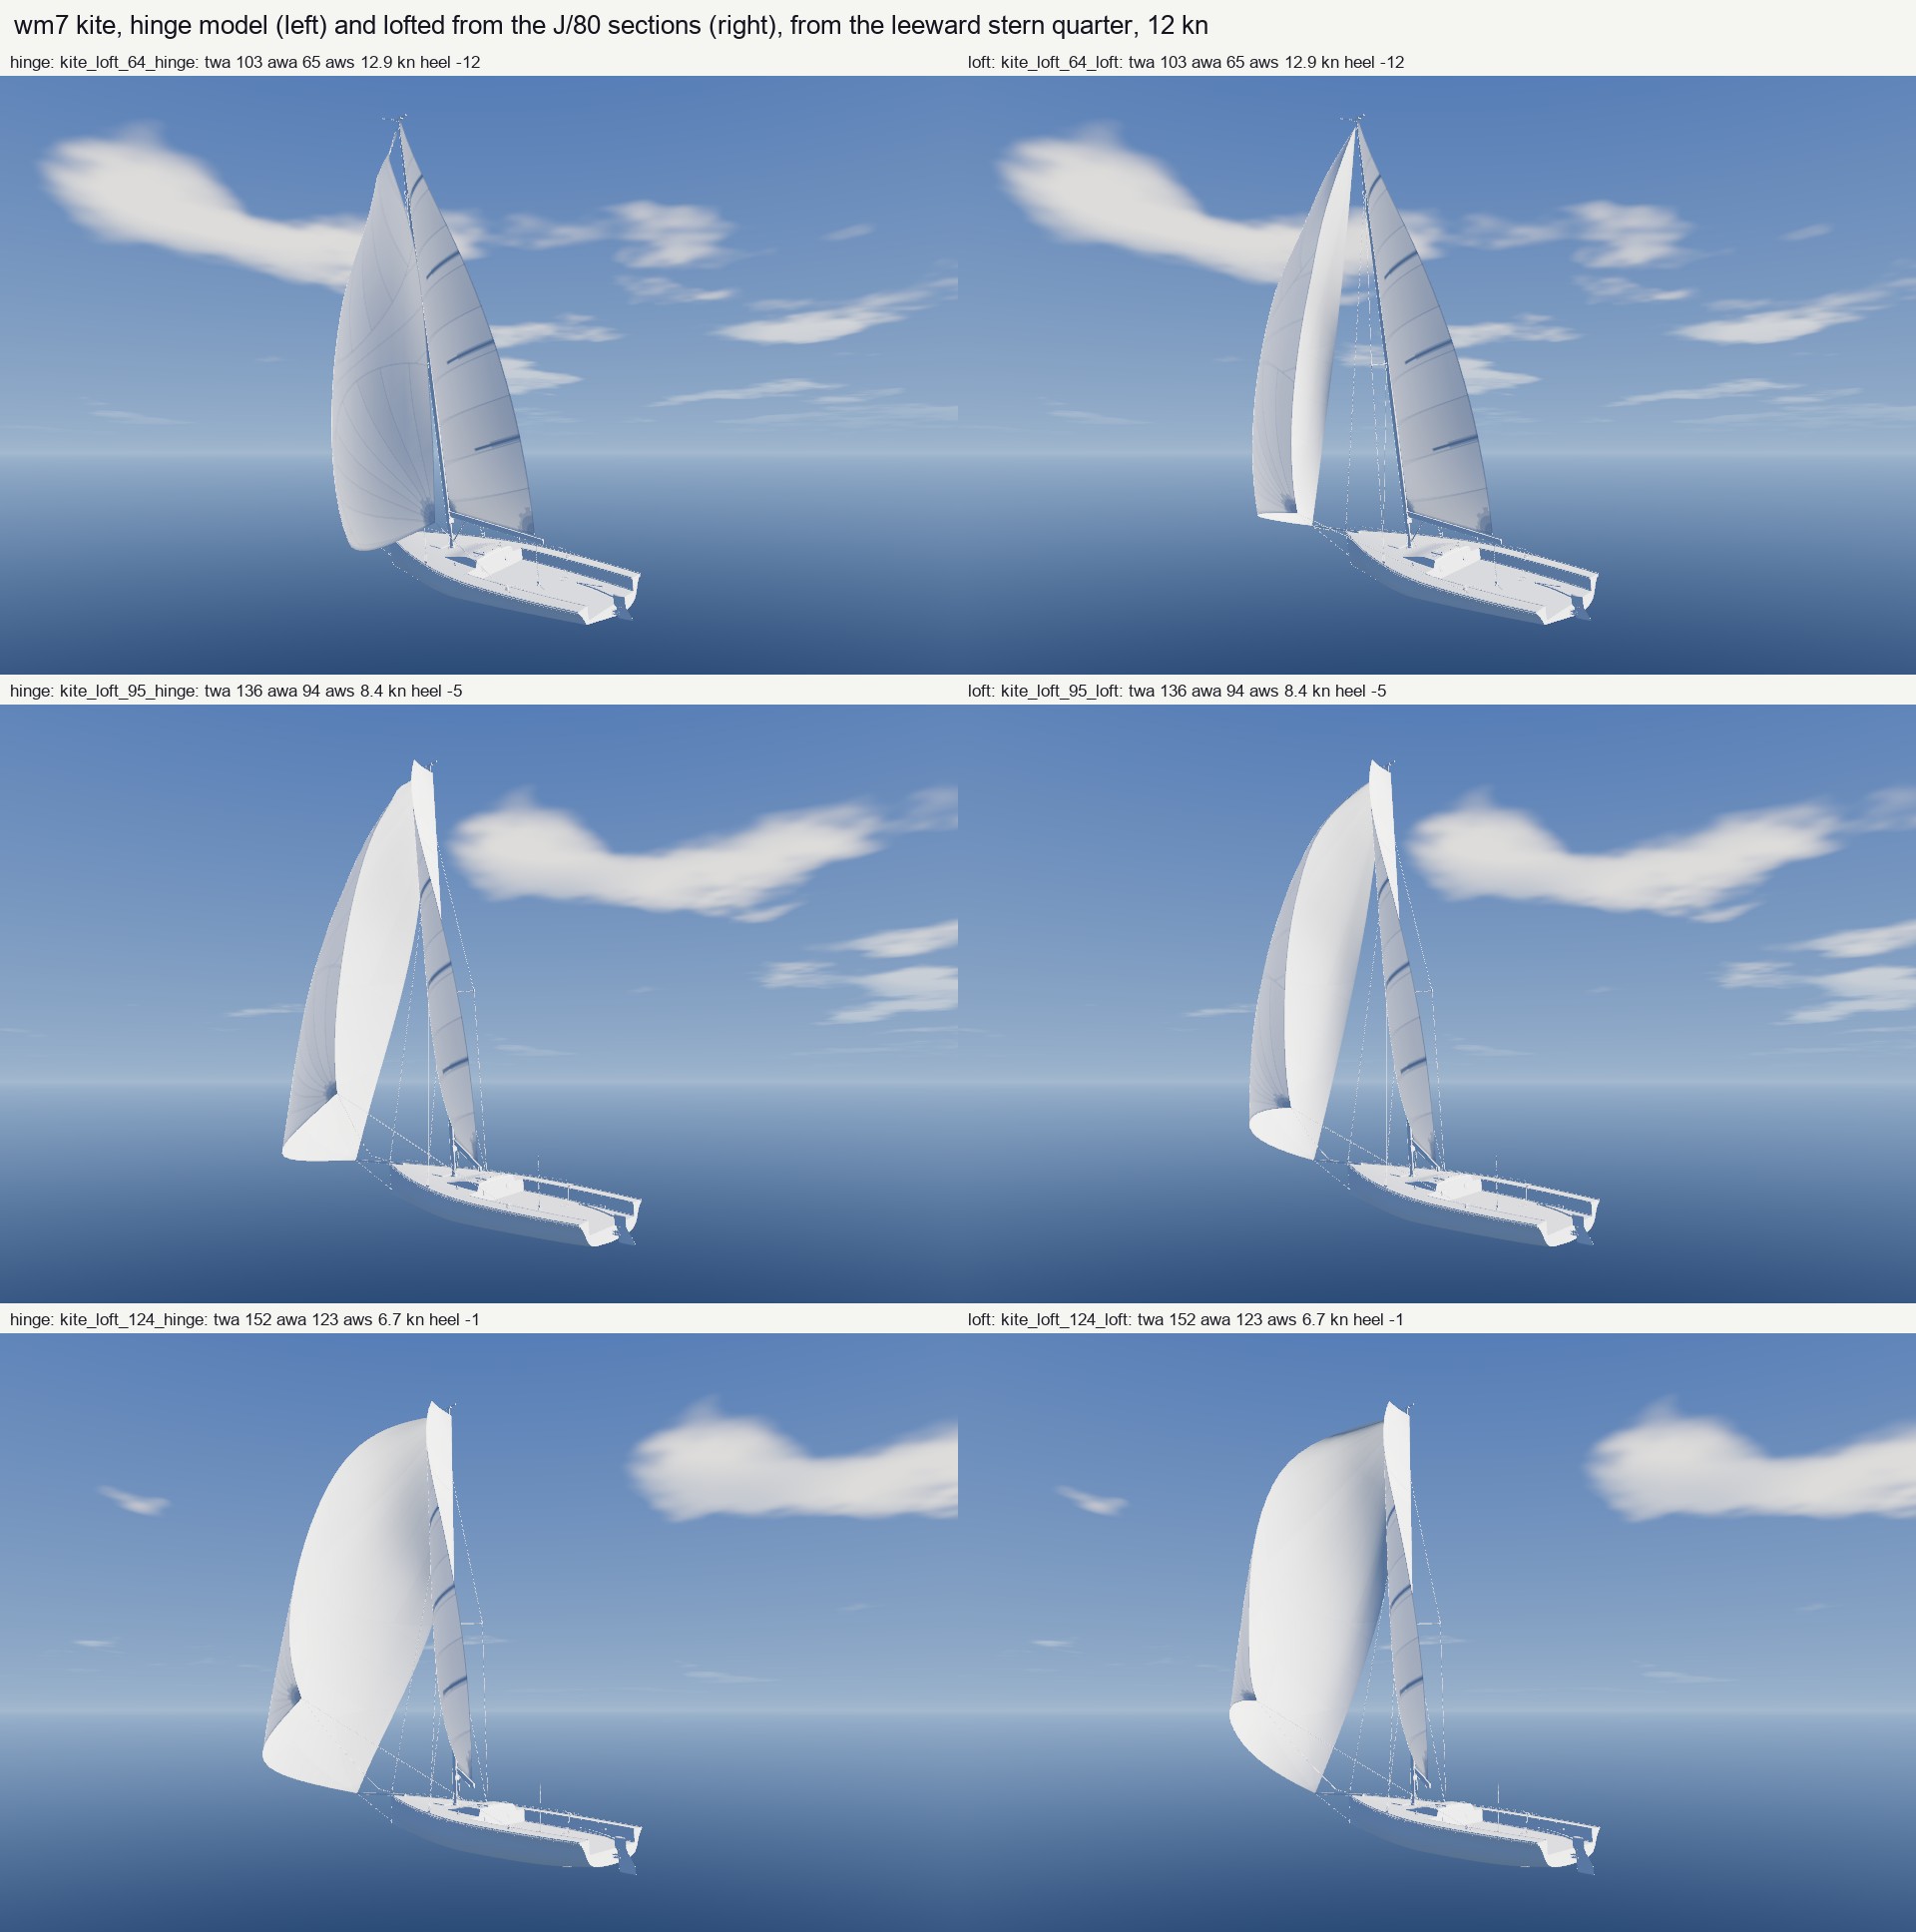 wm7 kite, hinge model (left) and lofted from the J/80 sections (right), from the leeward stern quarter, 12 kn
hinge: kite_loft_64_hinge: twa 103 awa 65 aws 12.9 kn heel -12
loft: kite_loft_64_loft: twa 103 awa 65 aws 12.9 kn heel -12
hinge: kite_loft_95_hinge: twa 136 awa 94 aws 8.4 kn heel -5
loft: kite_loft_95_loft: twa 136 awa 94 aws 8.4 kn heel -5
hinge: kite_loft_124_hinge: twa 152 awa 123 aws 6.7 kn heel -1
loft: kite_loft_124_loft: twa 152 awa 123 aws 6.7 kn heel -1